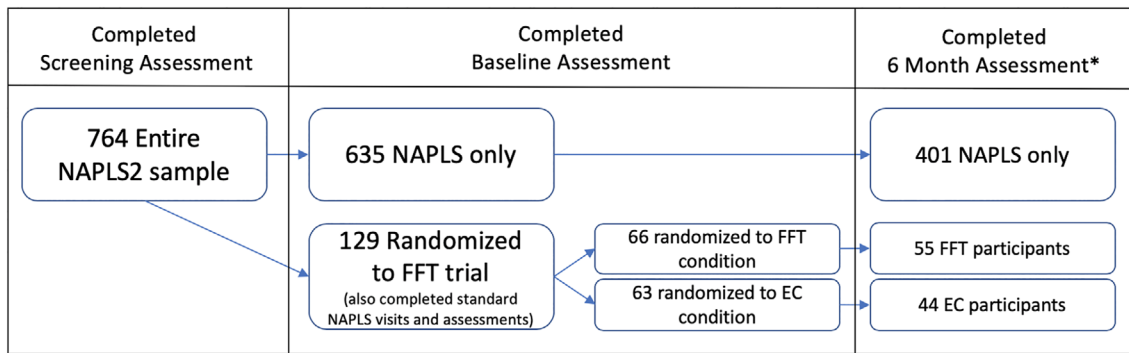 Completed
Screening Assessment
Completed
Baseline Assessment
Completed
6 Month Assessment*
764 Entire
NAPLS2 sample
635 NAPLS only
401 NAPLS only
129 Randomized
to FFT trial
(also completed standard
NAPLS visits and assessments)
66 randomized to FFT
condition
55 FFT participants
63 randomized to EC
condition
44 EC participants